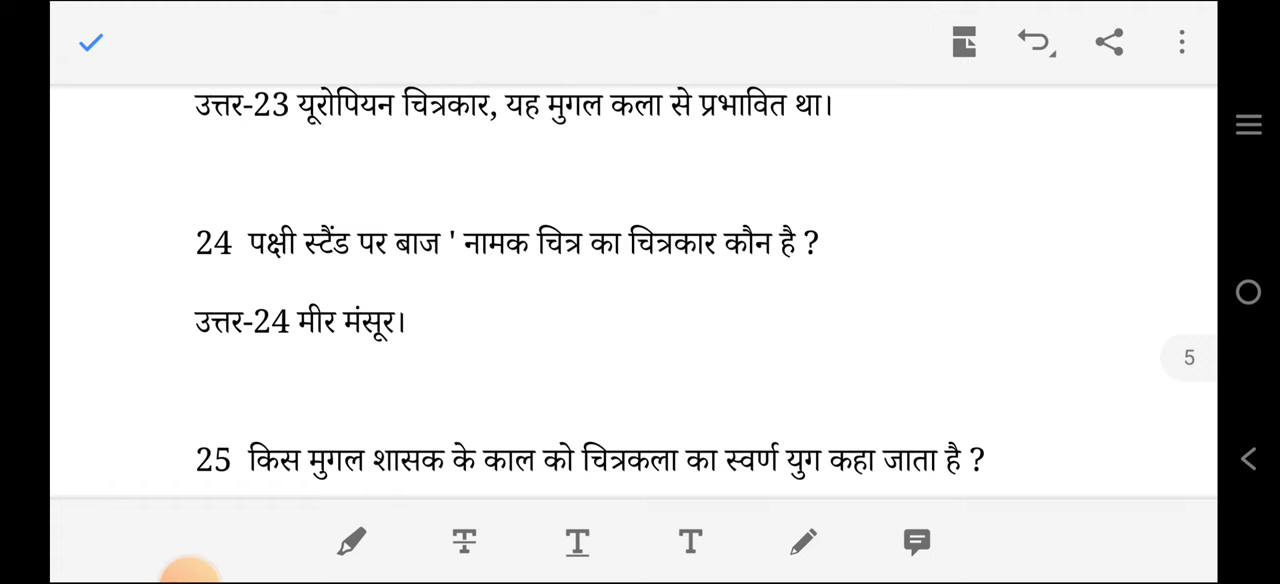 उत्तर-23 यूरोपियन चित्रकार, यह मुगल कला से प्रभावित था।
24 पक्षी स्टैंड पर बाज ' नामक चित्र का चित्रकार कौन है ?
उत्तर-24 मीर मंसूर।
5
25 किस मुगल शासक के काल को चित्रकला का स्वर्ण युग कहा जाता है ?
T T T